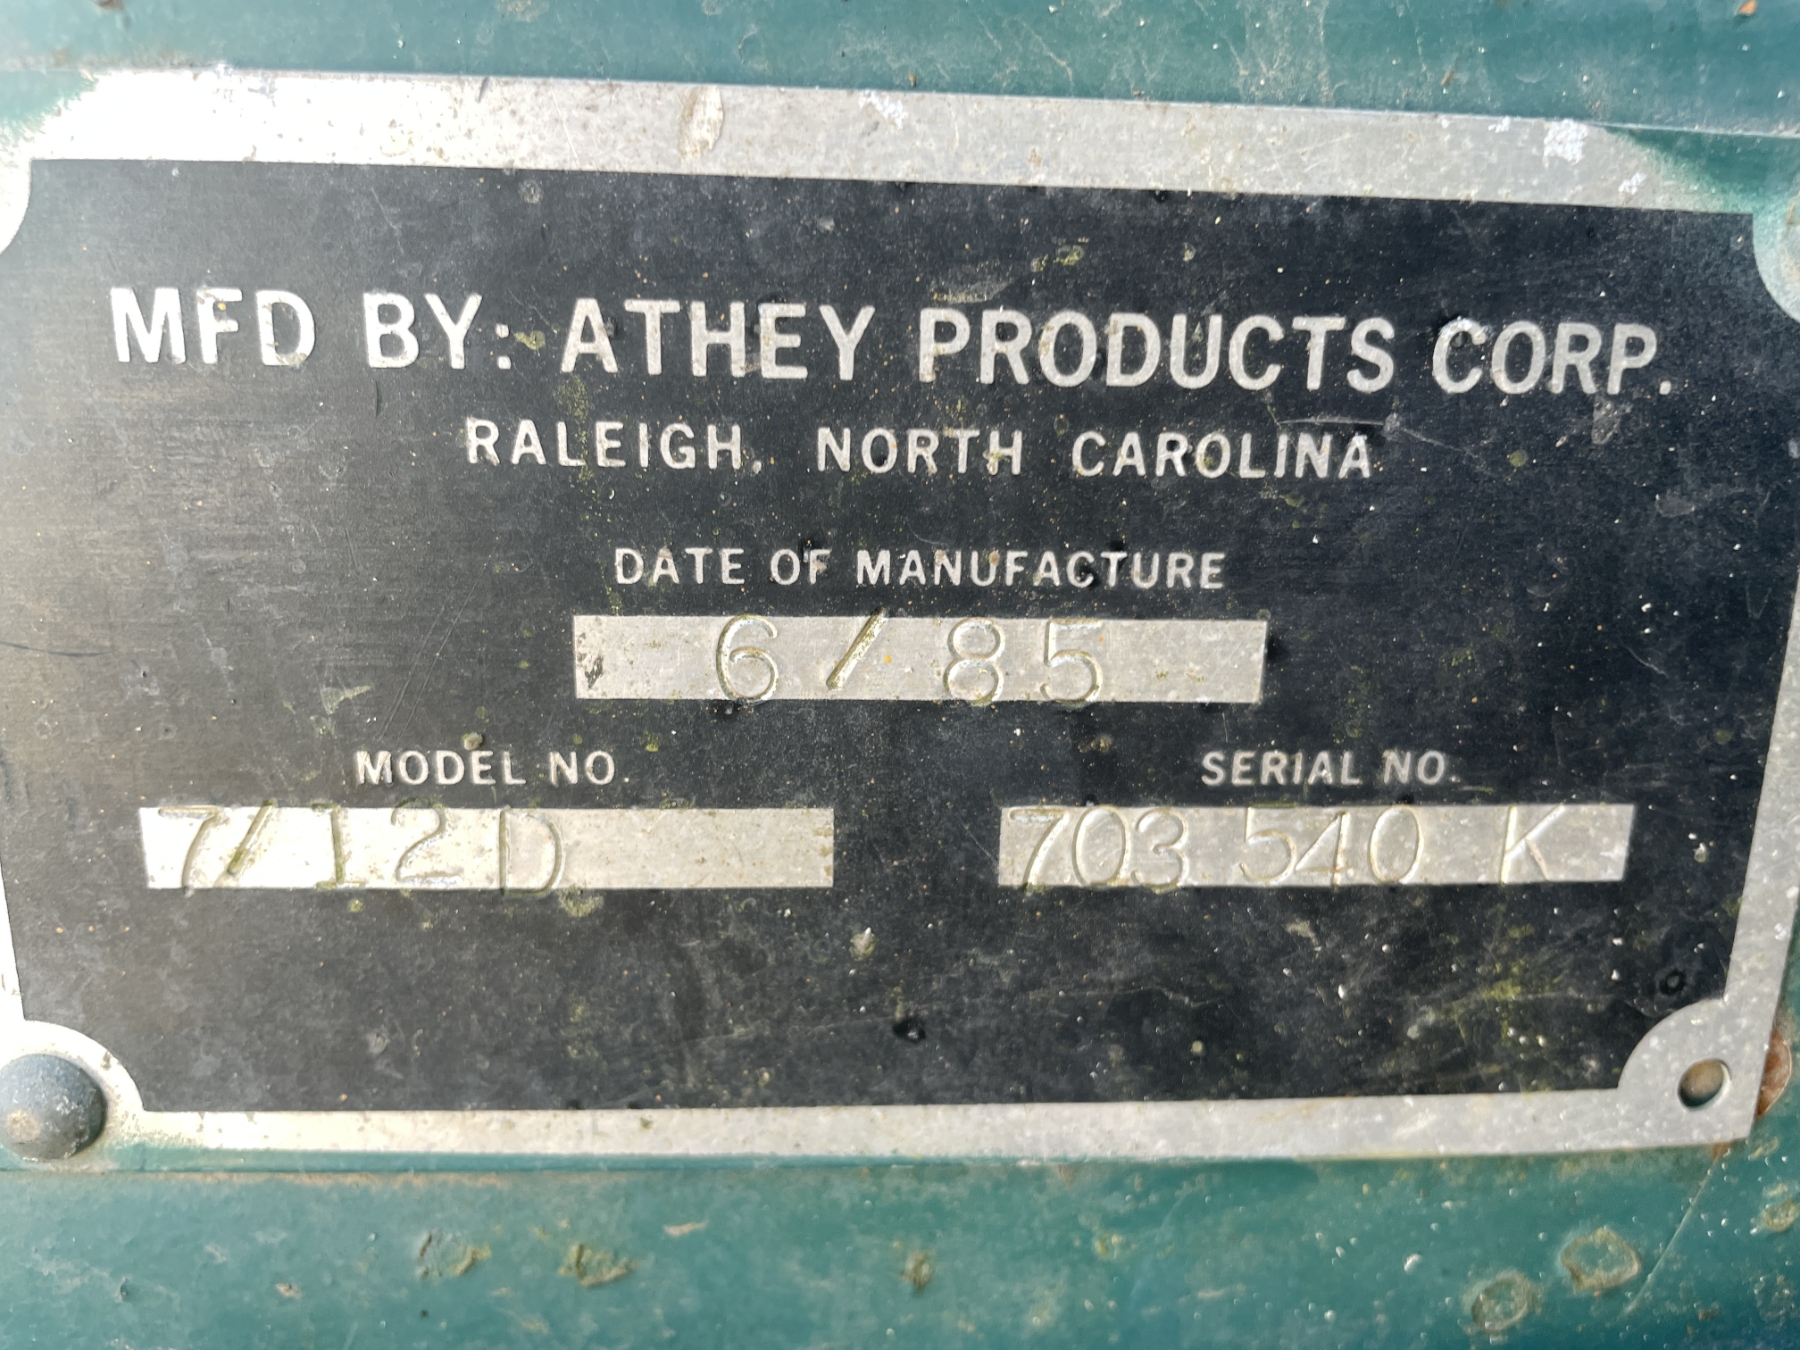 MFD BY: ATHEY PRODUCTS CORP.
RALEIGH, NORTH CAROLINA
DATE OF MANUFACTURE
6/85
MODEL NO. SERIAL NO.
7/12D 703 540 K